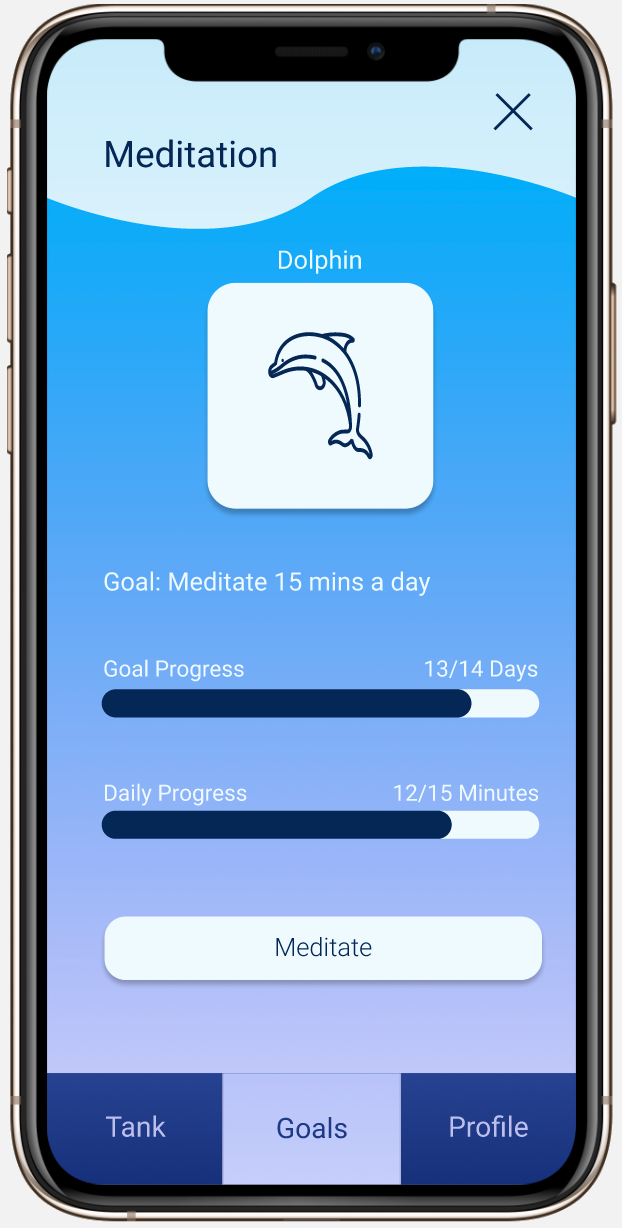 Meditation
Dolphin
Goal: Meditate 15 mins a day
Goal Progress 13/14 Days
Daily Progress 12/15 Minutes
Meditate
Tank Goals Profile